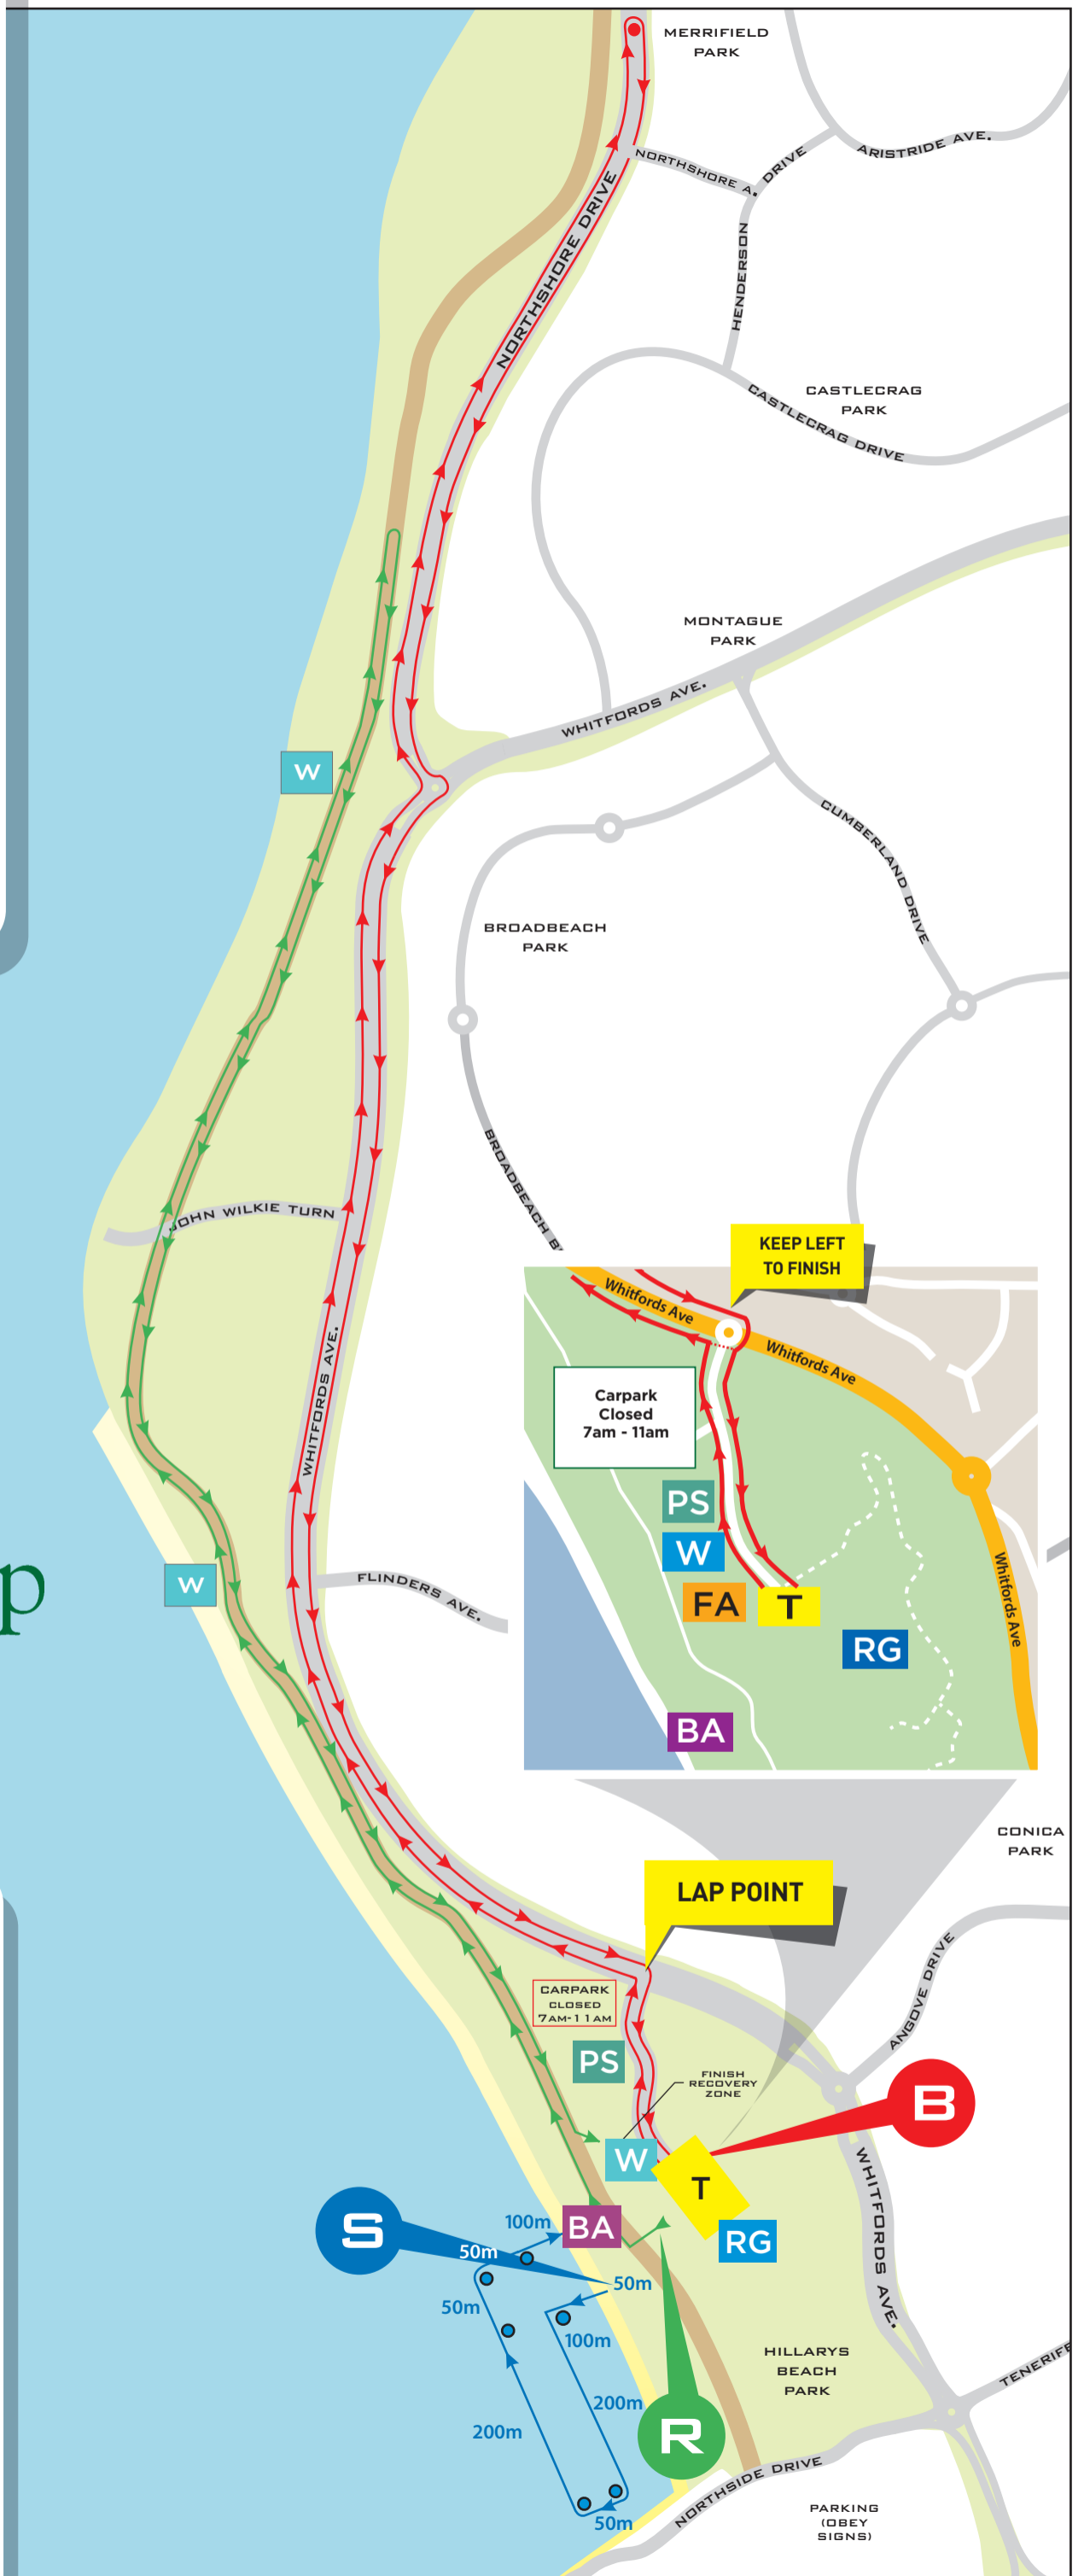 MERRIFIELD
PARK
ARISTRIDE AVE.
NORTHSHORE A.
HENDERSON DRIVE
NORTHSHORE DRIVE
CASTLECRAG
PARK
CASTLECRAG DRIVE
MONTAGUE
PARK
WHITFORDS AVE.
W
CUMBERLAND DRIVE
BROADBEACH
PARK
BROADBEACH B
JOHN WILKIE TURN
KEEP LEFT
TO FINISH
Whitfords Ave
Whitfords Ave
Carpark
Closed
7am - 11am
WHITFORDS AVE.
PS
W
FA
T
RG
BA
Whitfords Ave
p
W
FLINDERS AVE.
CONICA
PARK
LAP POINT
ANGOVE DRIVE
CARPARK
CLOSED
7AM-11AM
PS
FINISH
RECOVERY
ZONE
B
W
T
WHITFORDS AVE.
BA
RG
S
100m
50m
50m
50m
100m
200m
200m
50m
R
HILLARYS
BEACH
PARK
TENERIFE
NORTHSIDE DRIVE
PARKING
(OBEY
SIGNS)